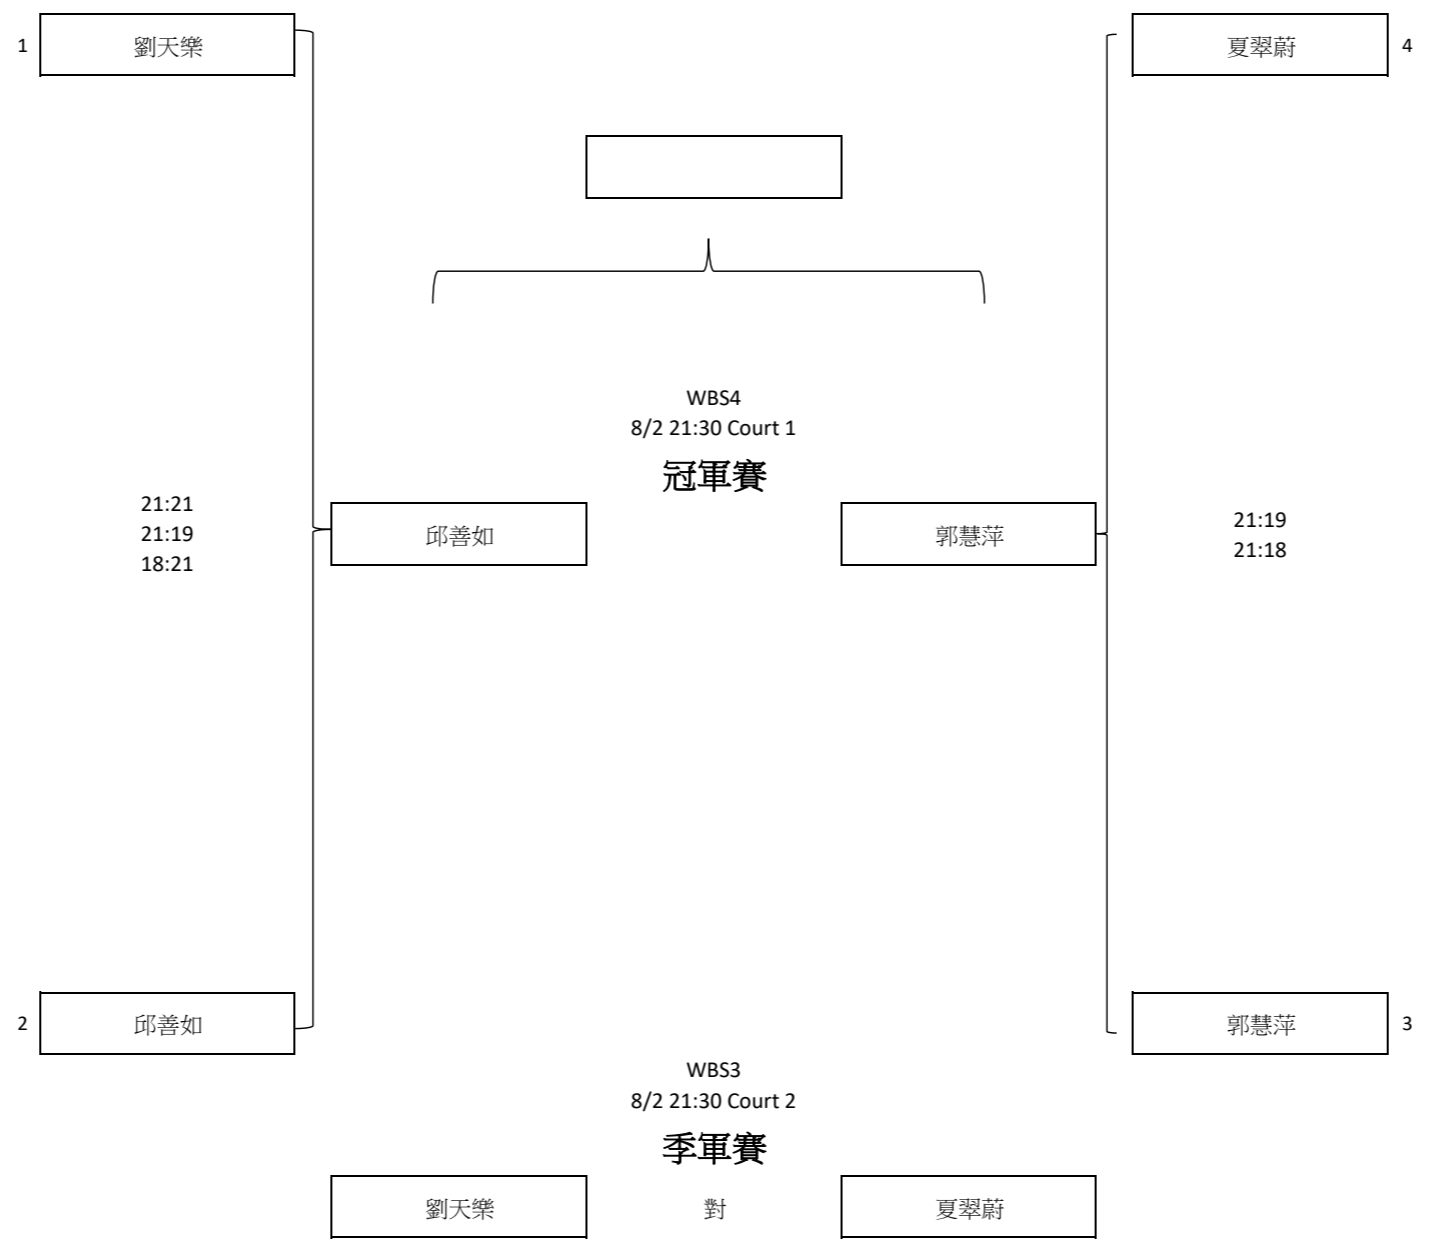 1 劉天樂
夏翠蔚 4
WBS4
8/2 21:30 Court 1
冠軍賽
21:21
21:19
18:21
邱善如
郭慧萍
21:19
21:18
2 邱善如
郭慧萍 3
WBS3
8/2 21:30 Court 2
季軍賽
劉天樂 對 夏翠蔚